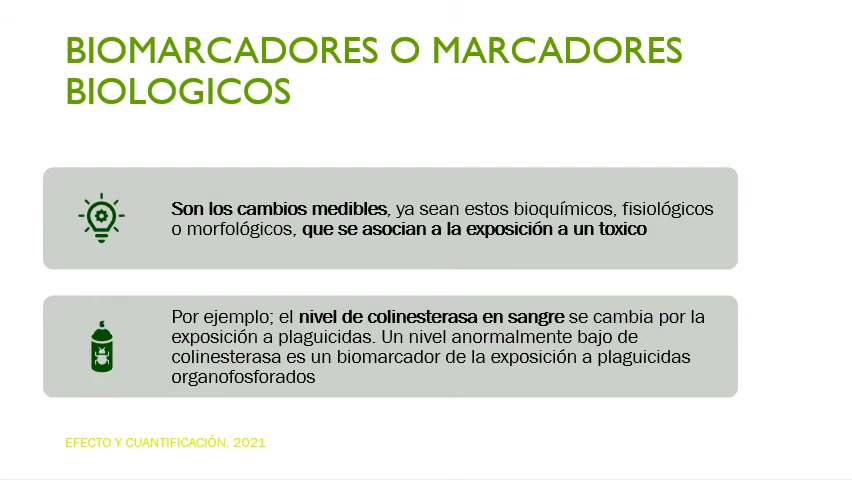 BIOMARCADORES O MARCADORES
BIOLOGICOS
Son los cambios medibles, ya sean estos bioquímicos, fisiológicos
o morfológicos, que se asocian a la exposición a un toxico
Por ejemplo; el nivel de colinesterasa en sangre se cambia por la
exposición a plaguicidas. Un nivel anormalmente bajo de
colinesterasa es un biomarcador de la exposición a plaguicidas
organofosforados
EFECTO Y CUANTIFICACIÓN. 2021